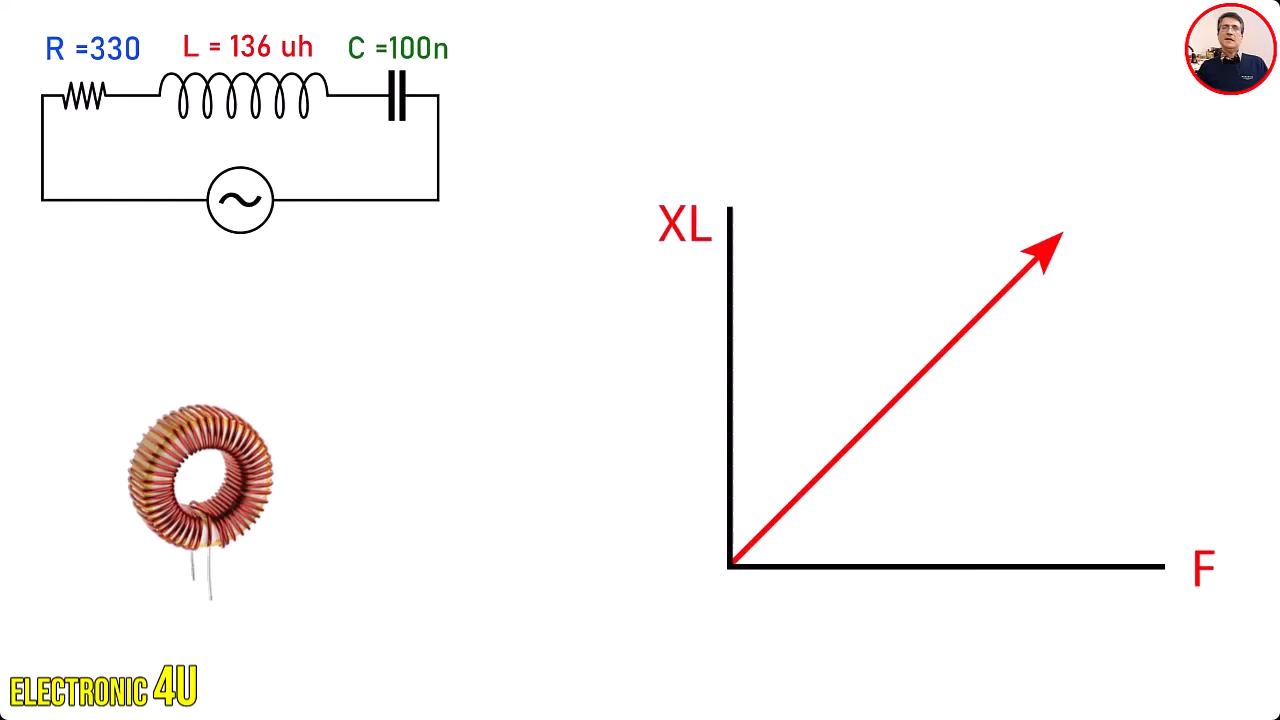 R =330 L = 136 uh C =100n
XL
F
ELECTRONIC 4U